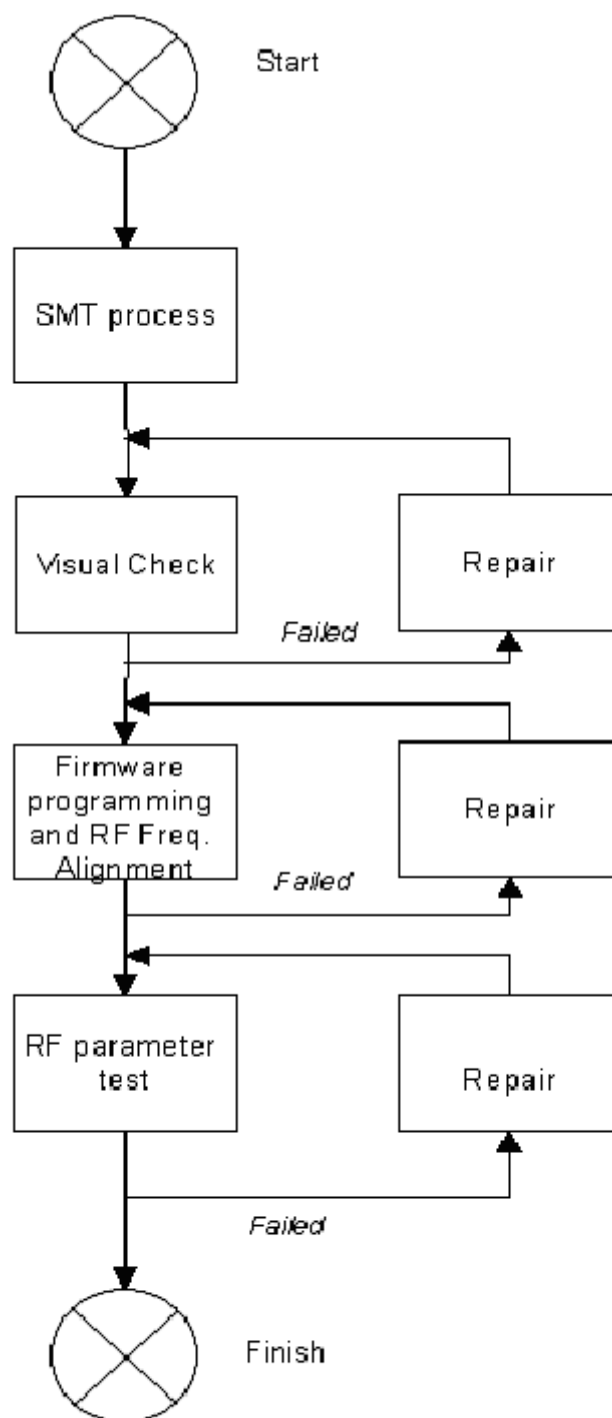 Start
SMT process
Visual Check
Repair
Failed
Firmware
programming
and RF Freq.
Alignment
Repair
Failed
RF parameter
test
Repair
Failed
Finish